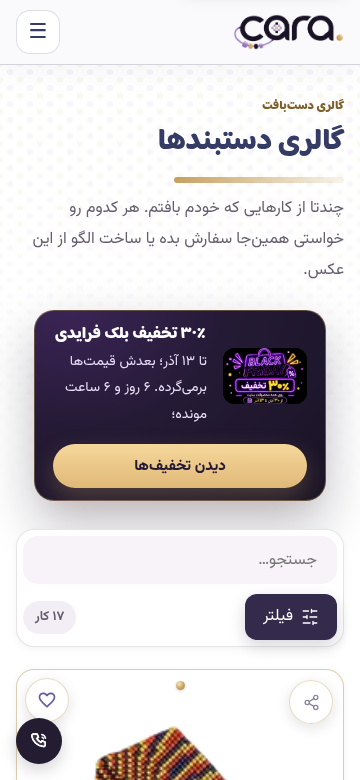 cara.
گالری دست‌بافت
گالری دستبندها
چندتا از کارهایی که خودم بافتم. هر کدوم رو
خواستی همین‌جا سفارش بده یا ساخت الگو از این
عکس.
۳۰٪ تخفیف بلک فرایدی
تا ۱۳ آذر؛ بعدش قیمت‌ها
برمی‌گرده. ۶ روز و ۶ ساعت
مونده؛
BLACK
FRIDAY
۳۰٪ تخفیف
دیدن تخفیف‌ها
جستجو...
فیلتر
۱۷ کار